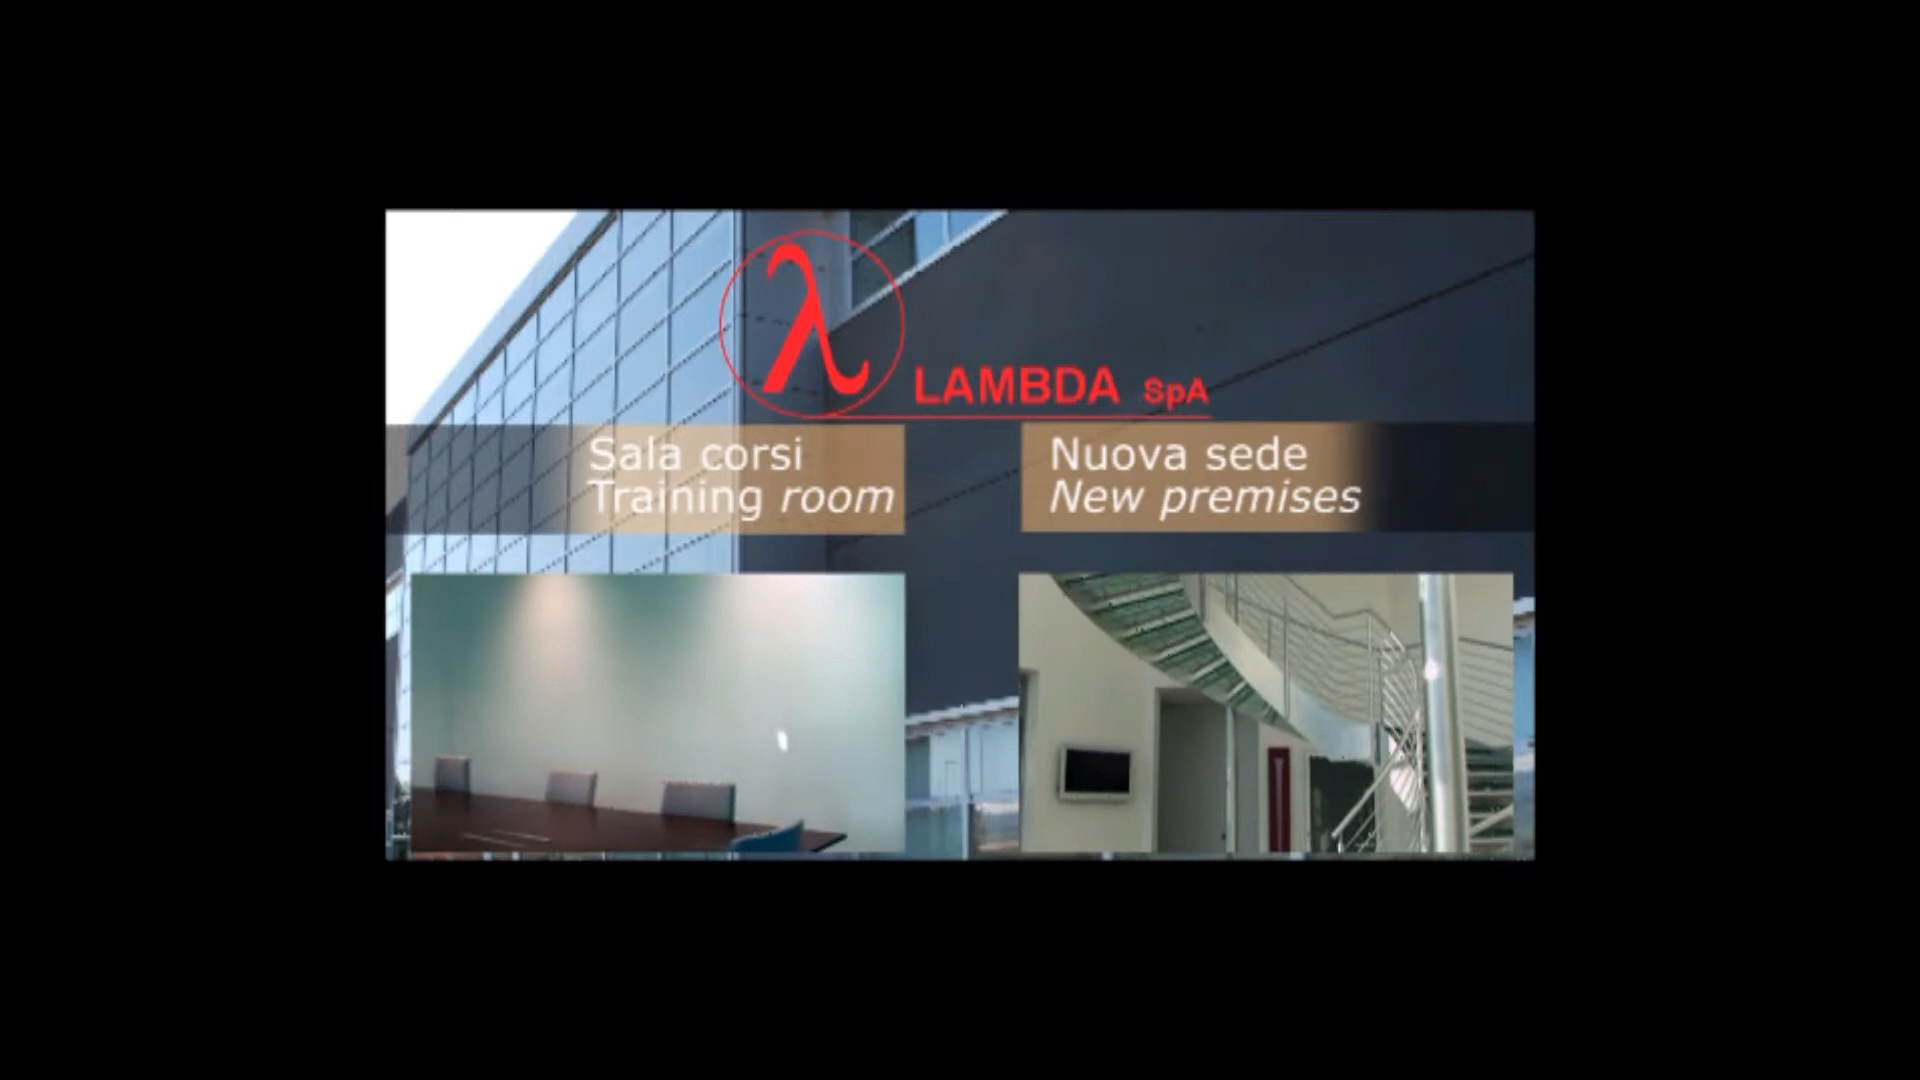 λ
LAMBDA SpA
Sala corsi
Training room
Nuova sede
New premises